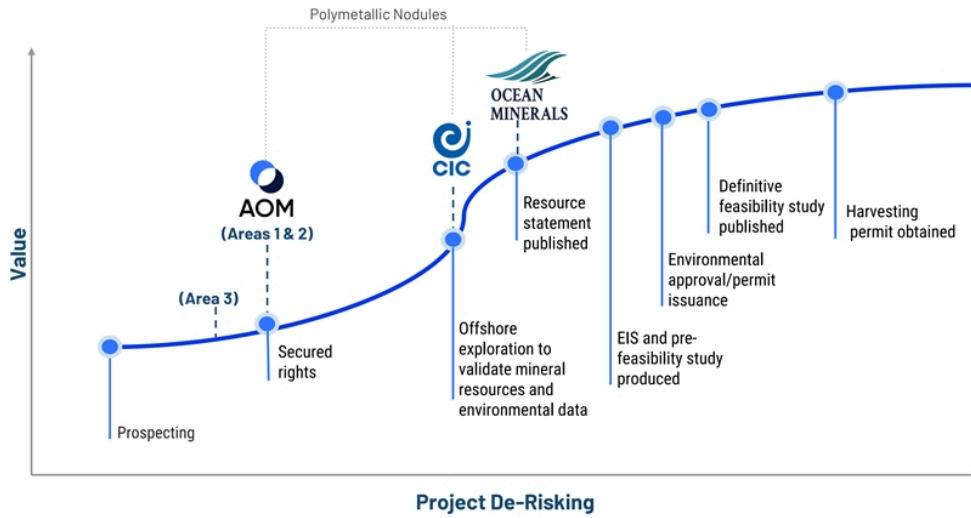 Polymetallic Nodules
OCEAN
MINERALS
CIC
AOM
(Areas 1 & 2)
(Area 3)
Value
Prospecting
Secured
rights
Offshore
exploration to
validate mineral
resources and
environmental data
Resource
statement
published
EIS and pre-
feasibility study
produced
Environmental
approval/permit
issuance
Definitive
feasibility study
published
Harvesting
permit obtained
Project De-Risking